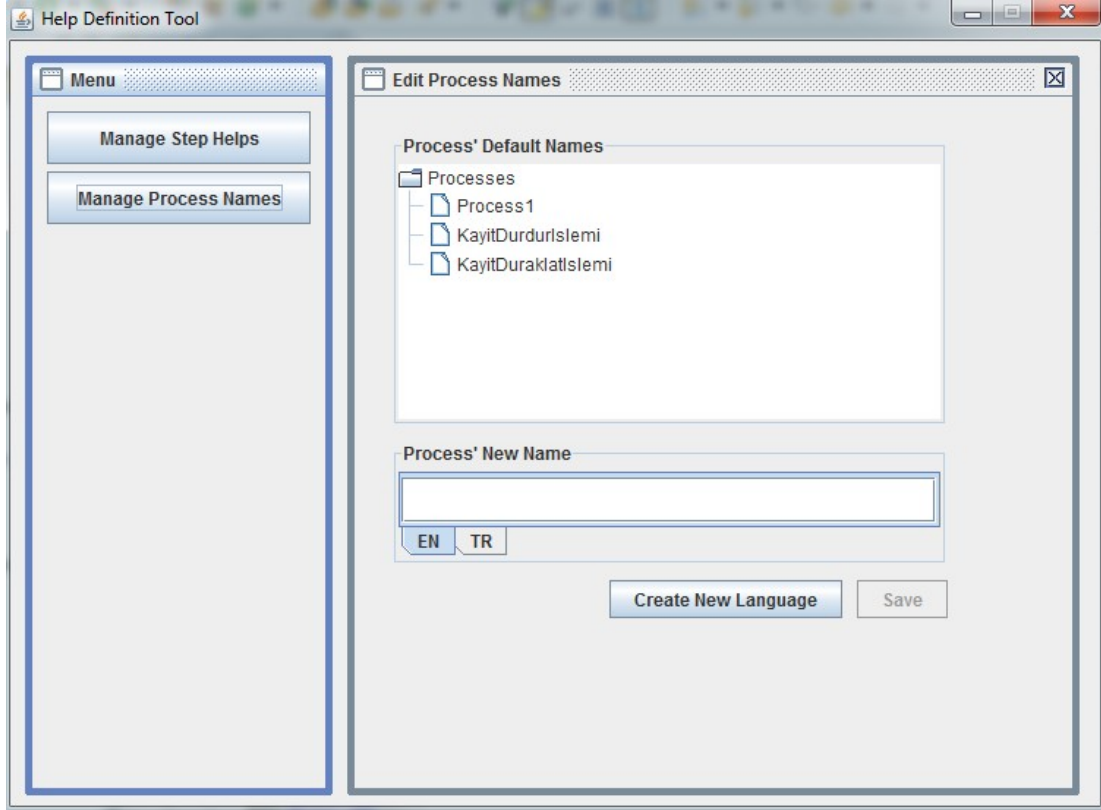 Help Definition Tool
Menu
Manage Step Helps
Manage Process Names
Edit Process Names
Process' Default Names
Processes
Process1
KayitDurdurIslemi
KayitDuraklatIslemi
Process' New Name
EN TR
Create New Language Save